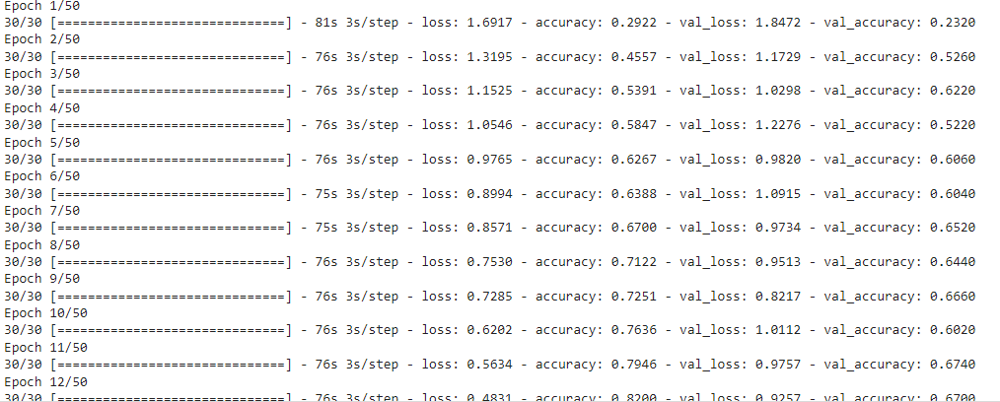 Epoch 1/50
30/30 [==============================] - 81s 3s/step - loss: 1.6917 - accuracy: 0.2922 - val_loss: 1.8472 - val_accuracy: 0.2320
Epoch 2/50
30/30 [==============================] - 76s 3s/step - loss: 1.3195 - accuracy: 0.4557 - val_loss: 1.1729 - val_accuracy: 0.5260
Epoch 3/50
30/30 [==============================] - 76s 3s/step - loss: 1.1525 - accuracy: 0.5391 - val_loss: 1.0298 - val_accuracy: 0.6220
Epoch 4/50
30/30 [==============================] - 76s 3s/step - loss: 1.0546 - accuracy: 0.5847 - val_loss: 1.2276 - val_accuracy: 0.5220
Epoch 5/50
30/30 [==============================] - 76s 3s/step - loss: 0.9765 - accuracy: 0.6267 - val_loss: 0.9820 - val_accuracy: 0.6060
Epoch 6/50
30/30 [==============================] - 75s 3s/step - loss: 0.8994 - accuracy: 0.6388 - val_loss: 1.0915 - val_accuracy: 0.6040
Epoch 7/50
30/30 [==============================] - 75s 3s/step - loss: 0.8571 - accuracy: 0.6700 - val_loss: 0.9734 - val_accuracy: 0.6520
Epoch 8/50
30/30 [==============================] - 76s 3s/step - loss: 0.7530 - accuracy: 0.7122 - val_loss: 0.9513 - val_accuracy: 0.6440
Epoch 9/50
30/30 [==============================] - 76s 3s/step - loss: 0.7285 - accuracy: 0.7251 - val_loss: 0.8217 - val_accuracy: 0.6660
Epoch 10/50
30/30 [==============================] - 76s 3s/step - loss: 0.6202 - accuracy: 0.7636 - val_loss: 1.0112 - val_accuracy: 0.6020
Epoch 11/50
30/30 [==============================] - 76s 3s/step - loss: 0.5634 - accuracy: 0.7946 - val_loss: 0.9757 - val_accuracy: 0.6740
Epoch 12/50
30/30 [==============================] - 76s 3s/step - loss: 0.4831 - accuracy: 0.8200 - val_loss: 0.9257 - val_accuracy: 0.6700